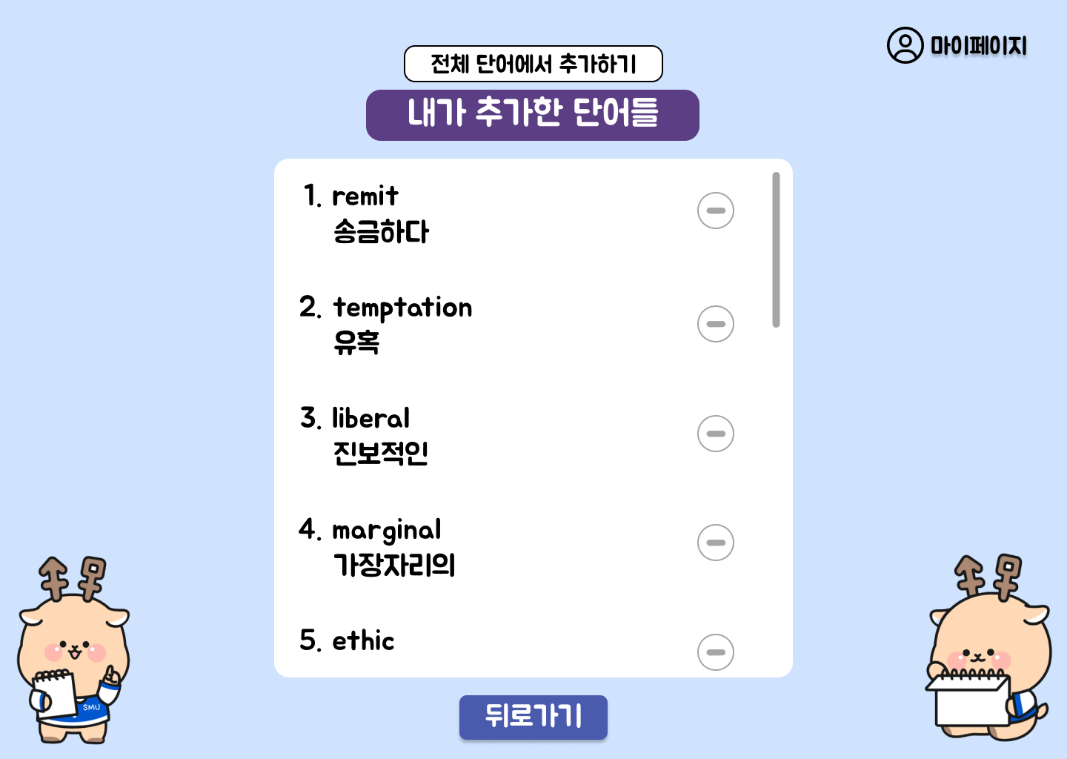 마이페이지
전체 단어에서 추가하기
내가 추가한 단어들
1. remit
송금하다
2. temptation
유혹
3. liberal
진보적인
4. marginal
가장자리의
5. ethic
SMU
뒤로가기